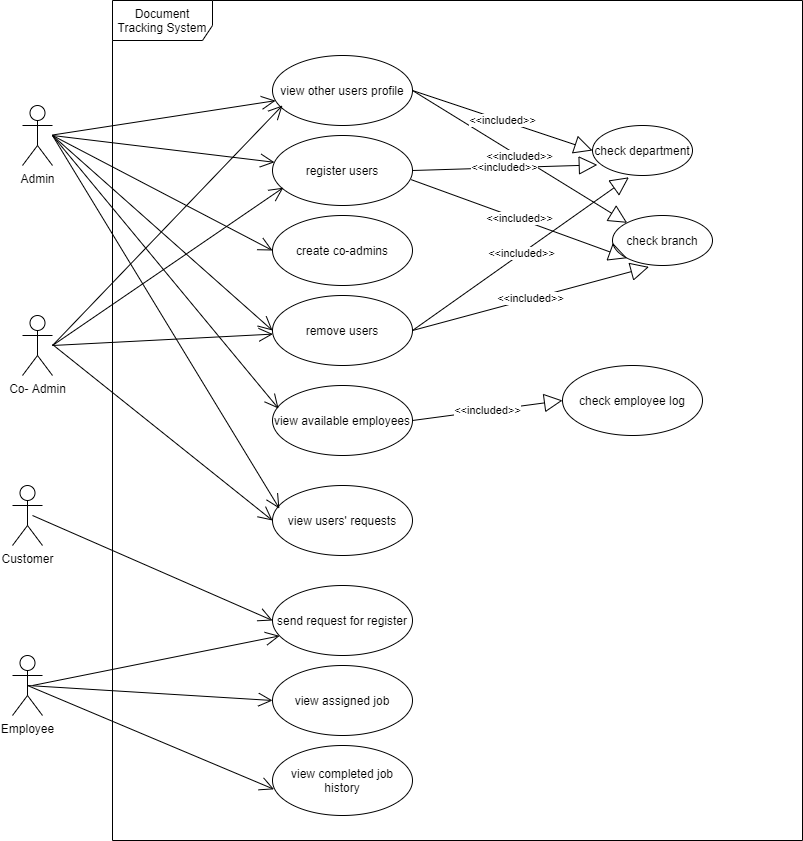 Document
Tracking System
view other users profile
<<included>>
Admin
check department
<<included>>
register users
<<included>>
<<included>>
create co-admins
check branch
<<included>>
remove users
<<included>>
Co- Admin
view available employees
<<included>>
check employee log
view users' requests
Customer
send request for register
Employee
view assigned job
view completed job
history